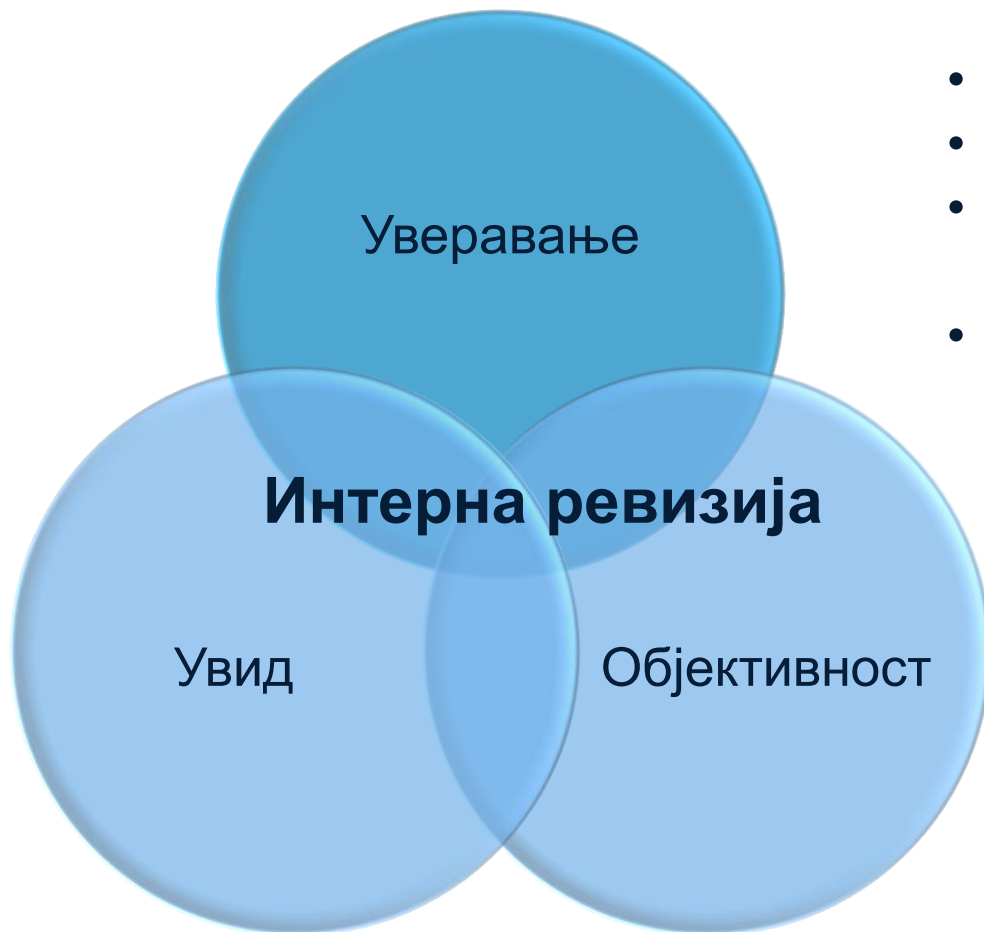 •
•
•
•
Уверавање
Интерна ревизија
Увид
Објективност